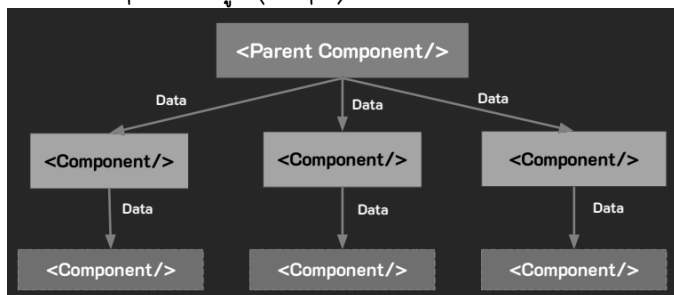 <Parent Component/>
Data
Data
Data
<Component/>
<Component/>
<Component/>
Data
Data
Data
<Component/>
<Component/>
<Component/>